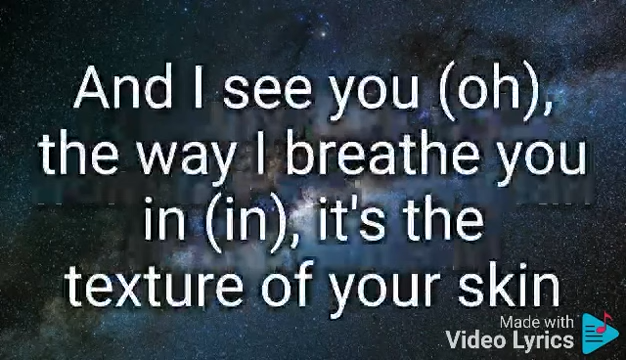 And I see you (oh),
the way I breathe you
in (in), it's the
texture of your skin
Made with
Video Lyrics